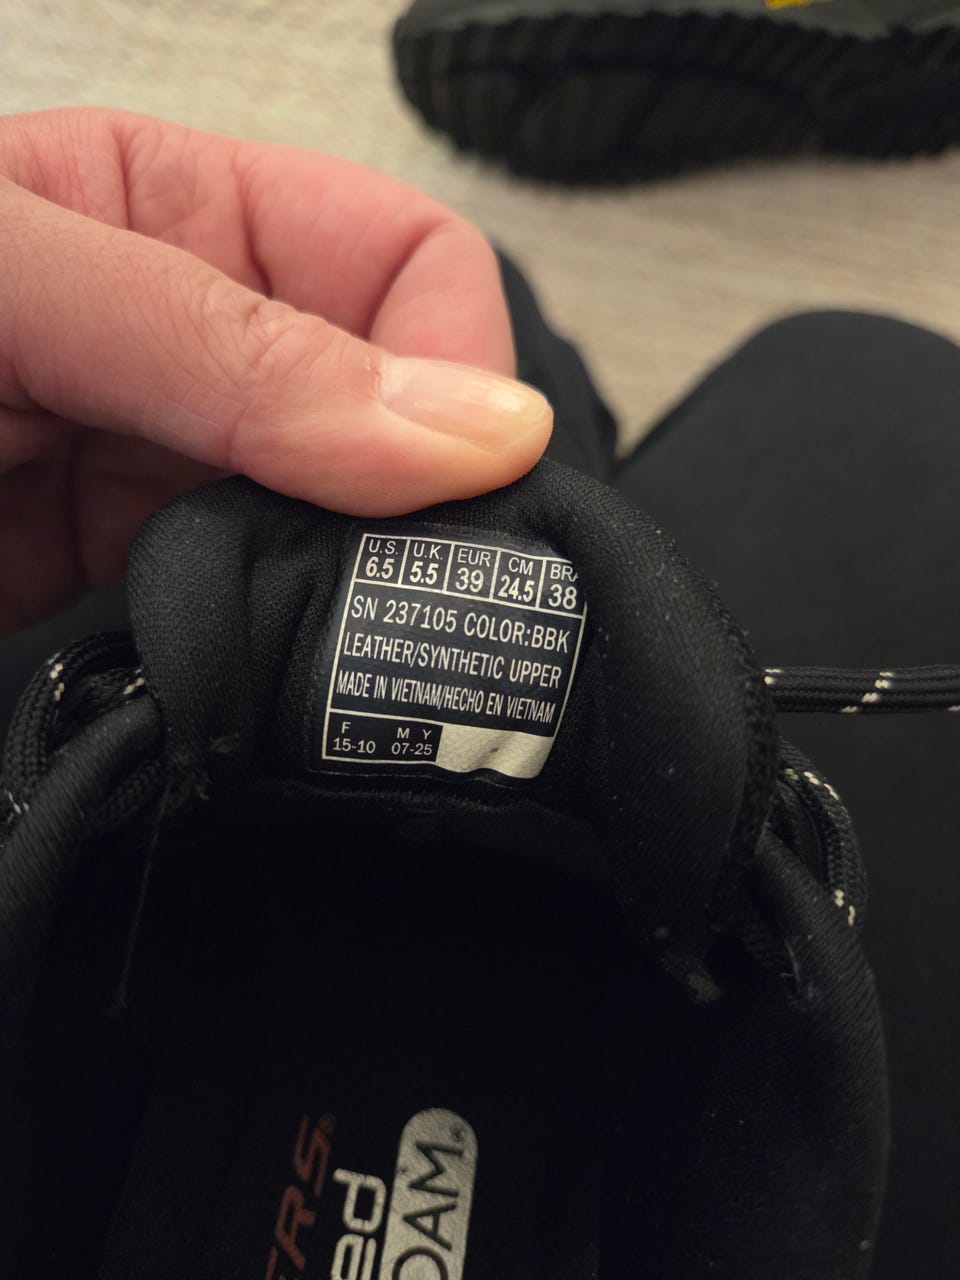 U.S. U.K. EUR CM BRA
6.5 5.5 39 24.5 38
SN 237105 COLOR:BBK
LEATHER/SYNTHETIC UPPER
MADE IN VIETNAM/HECHO EN VIETNAM
F M Y
15-10 07-25